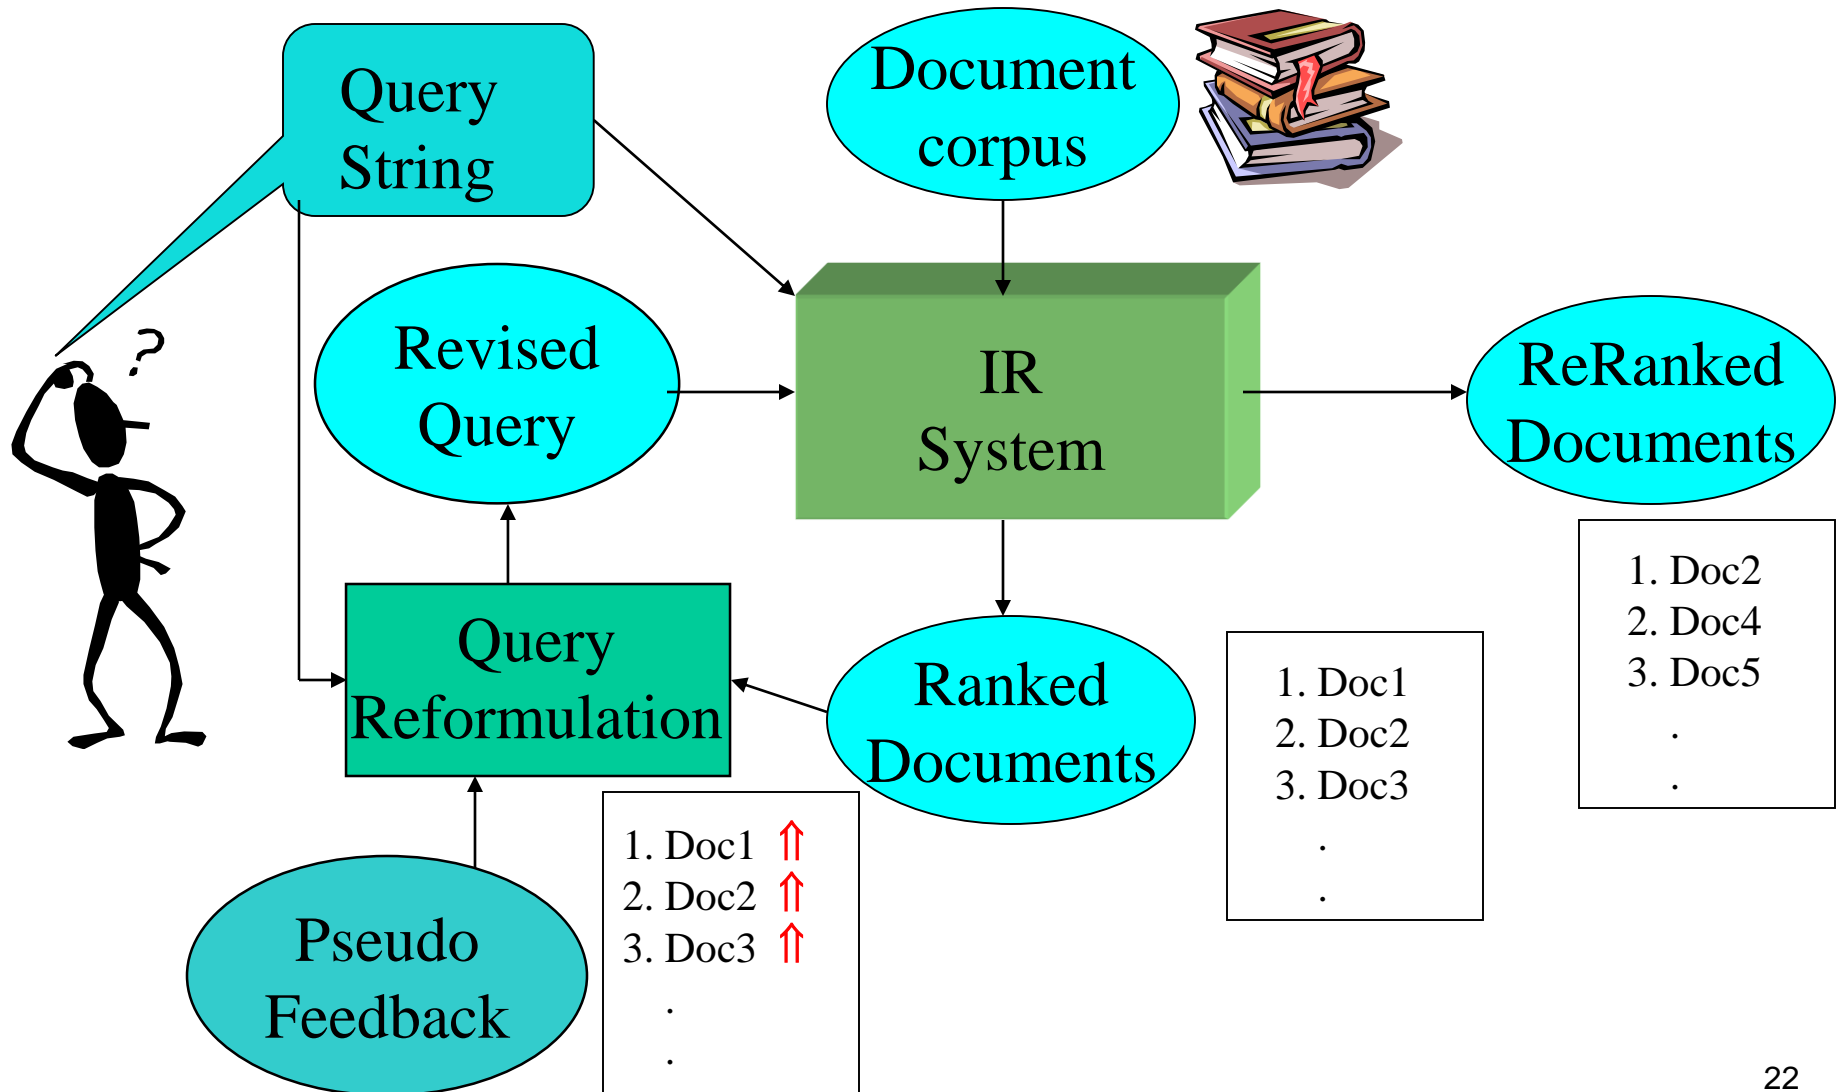 Query
String
Document
corpus
?
Revised
Query
IR
System
ReRanked
Documents
1. Doc2
2. Doc4
3. Doc5
.
.
Query
Reformulation
Ranked
Documents
1. Doc1
2. Doc2
3. Doc3
.
.
1. Doc1 ⇑
2. Doc2 ⇑
3. Doc3 ⇑
.
.
Pseudo
Feedback
22